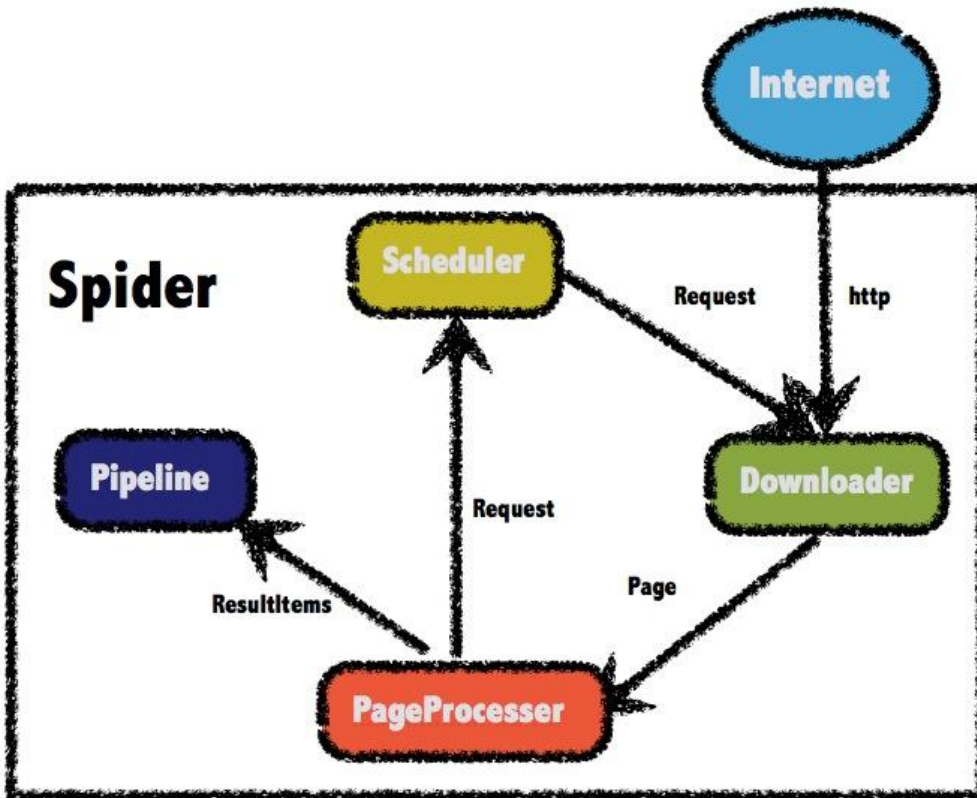 Internet
Spider
Scheduler
Request
http
Pipeline
Request
Downloader
ResultItems
Page
PageProcesser